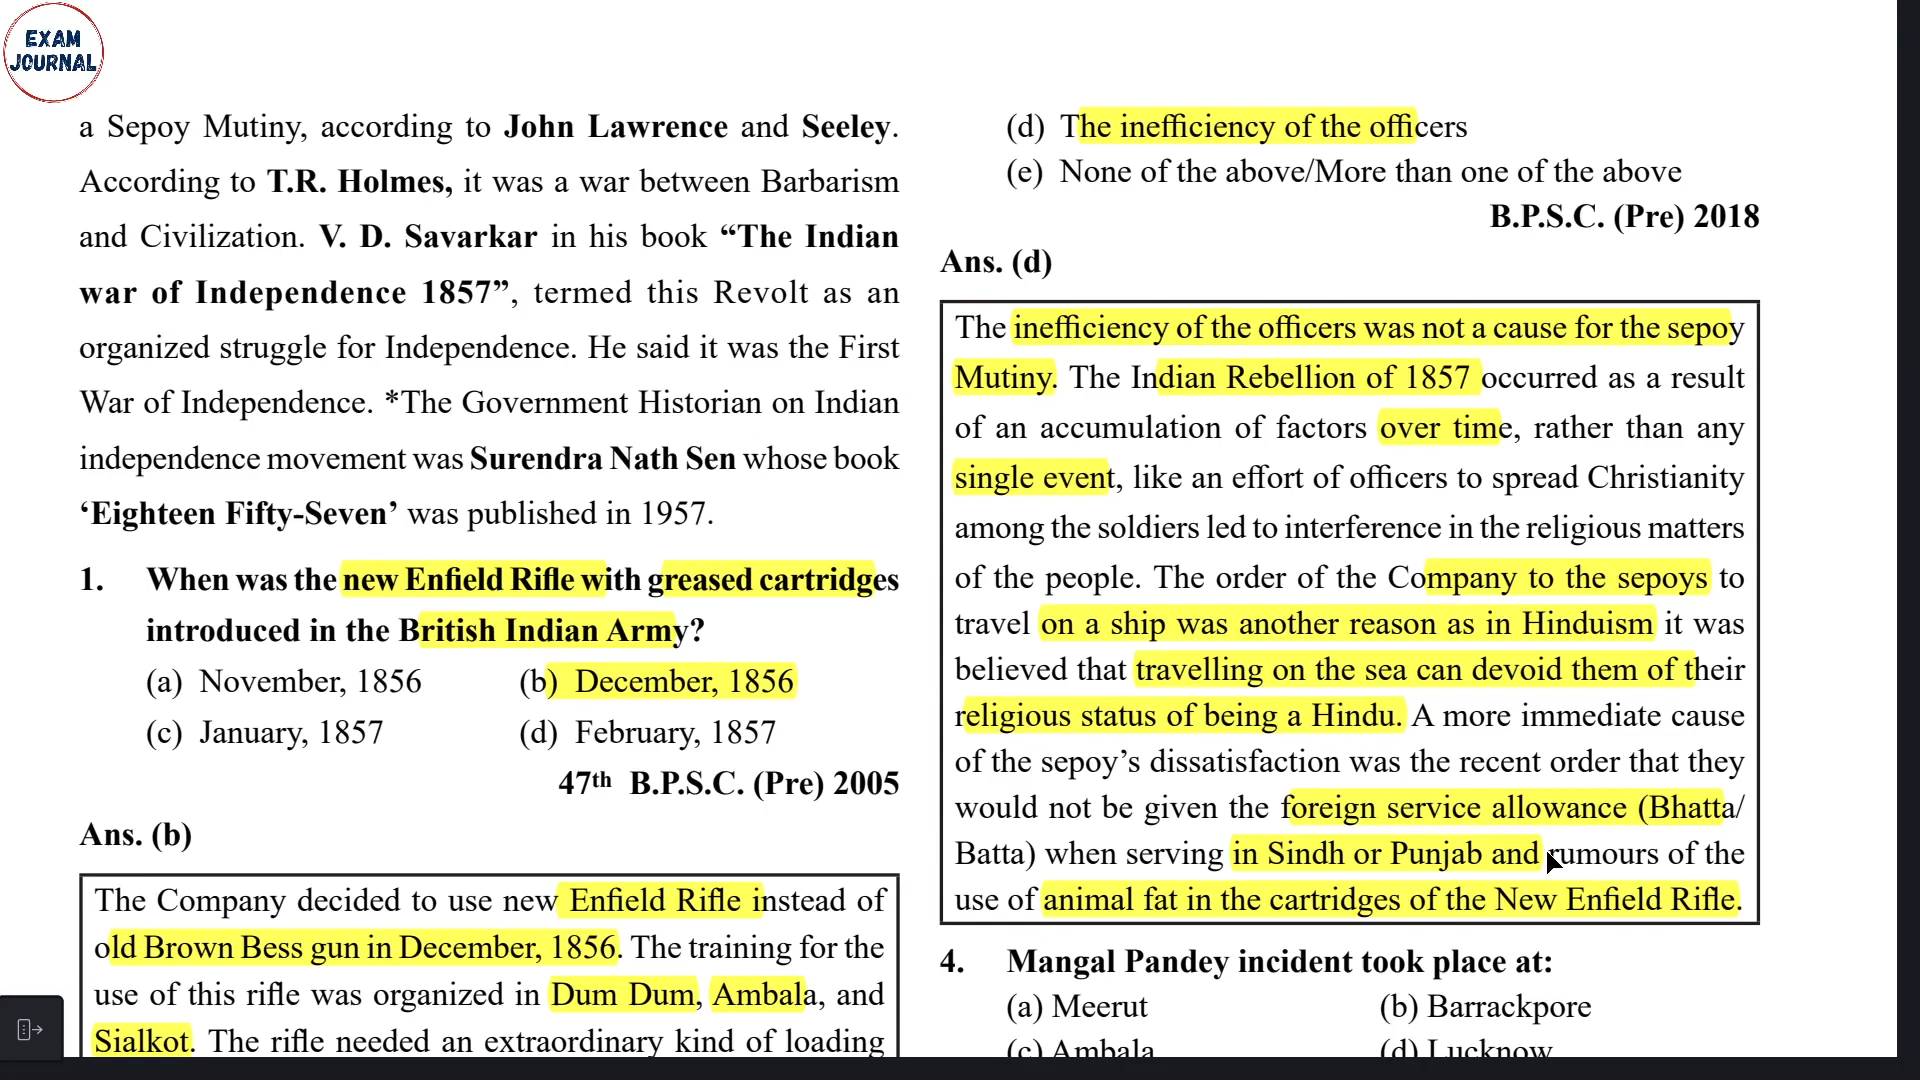 EXAM
JOURNAL
a Sepoy Mutiny, according to John Lawrence and Seeley.
According to T.R. Holmes, it was a war between Barbarism
and Civilization. V. D. Savarkar in his book “The Indian
war of Independence 1857”, termed this Revolt as an
organized struggle for Independence. He said it was the First
War of Independence. *The Government Historian on Indian
independence movement was Surendra Nath Sen whose book
‘Eighteen Fifty-Seven’ was published in 1957.
1. When was the new Enfield Rifle with greased cartridges
introduced in the British Indian Army?
(a) November, 1856 (b) December, 1856
(c) January, 1857 (d) February, 1857
47th B.P.S.C. (Pre) 2005
Ans. (b)
The Company decided to use new Enfield Rifle instead of
old Brown Bess gun in December, 1856. The training for the
use of this rifle was organized in Dum Dum, Ambala, and
Sialkot. The rifle needed an extraordinary kind of loading
(d) The inefficiency of the officers
(e) None of the above/More than one of the above
B.P.S.C. (Pre) 2018
Ans. (d)
The inefficiency of the officers was not a cause for the sepoy
Mutiny. The Indian Rebellion of 1857 occurred as a result
of an accumulation of factors over time, rather than any
single event, like an effort of officers to spread Christianity
among the soldiers led to interference in the religious matters
of the people. The order of the Company to the sepoys to
travel on a ship was another reason as in Hinduism it was
believed that travelling on the sea can devoid them of their
religious status of being a Hindu. A more immediate cause
of the sepoy’s dissatisfaction was the recent order that they
would not be given the foreign service allowance (Bhatta/
Batta) when serving in Sindh or Punjab and rumours of the
use of animal fat in the cartridges of the New Enfield Rifle.
4. Mangal Pandey incident took place at:
(a) Meerut (b) Barrackpore
(c) Ambala (d) Lucknow